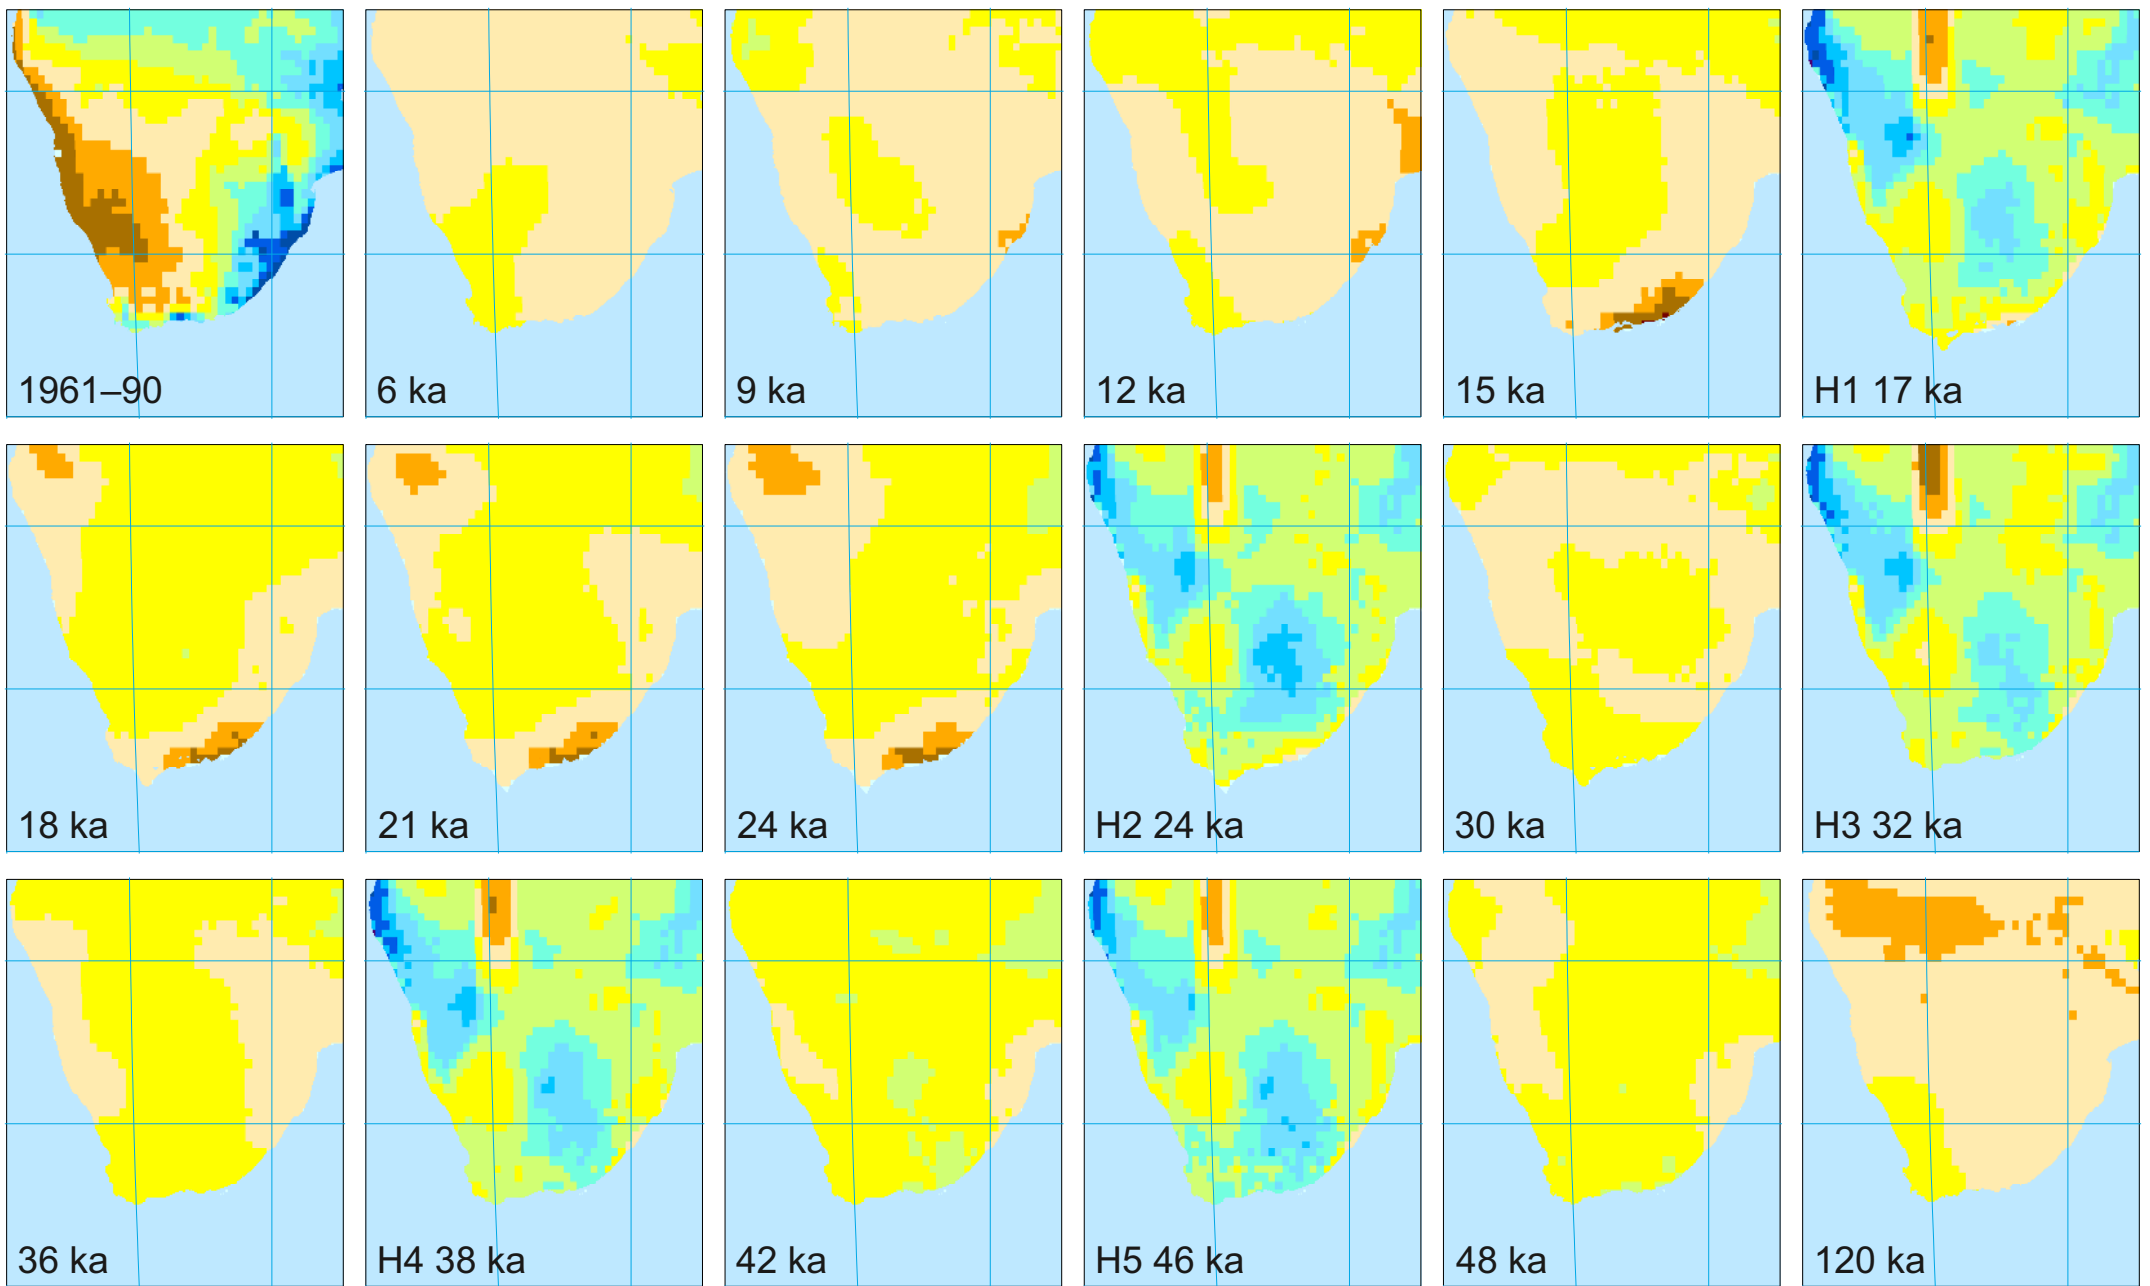 1961–90
6 ka
9 ka
12 ka
15 ka
H1 17 ka
18 ka
21 ka
24 ka
H2 24 ka
30 ka
H3 32 ka
36 ka
H4 38 ka
42 ka
H5 46 ka
48 ka
120 ka